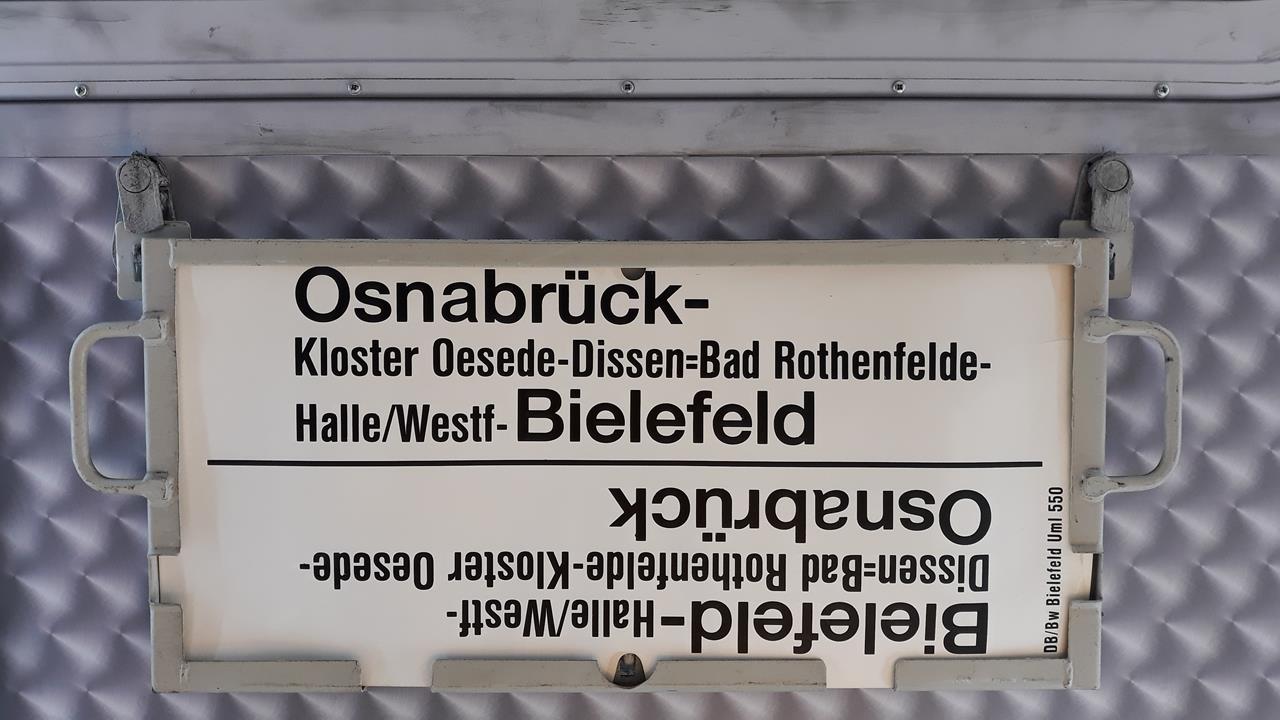 Osnabrück-
Kloster Oesede-Dissen=Bad Rothenfelde-
Halle/Westf-Bielefeld
Bielefeld-Halle/Westf-
Dissen=Bad Rothenfelde-Kloster Oesede-
Osnabrück
DB/Bw Bielefeld Uml 550